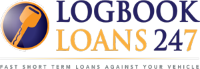 LOGBOOK
LOANS 247
FAST SHORT TERM LOANS AGAINST YOUR VEHICLE